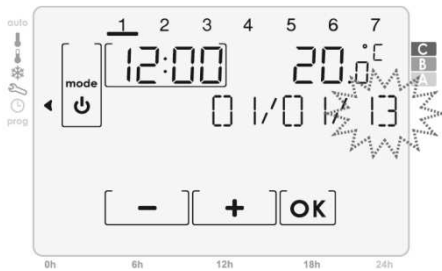 auto
1 2 3 4 5 6 7
12:00 20.0°C
mode
01/01/13
prog
C
B
A
- + OK
0h 6h 12h 18h 24h